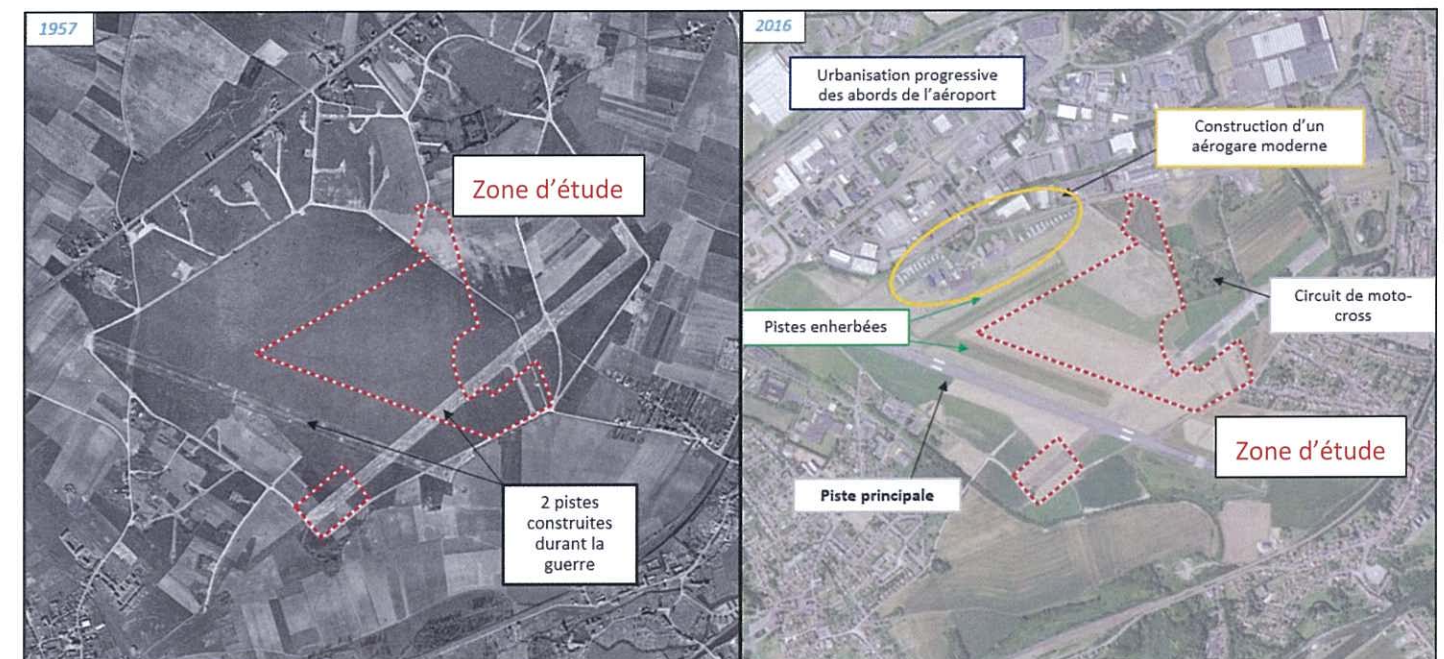 1957
Zone d'étude
2 pistes
construites
durant la
guerre
2016
Urbanisation progressive
des abords de l'aéroport
Construction d'un
aérogare moderne
Circuit de moto-
cross
Pistes enherbées
Zone d'étude
Piste principale